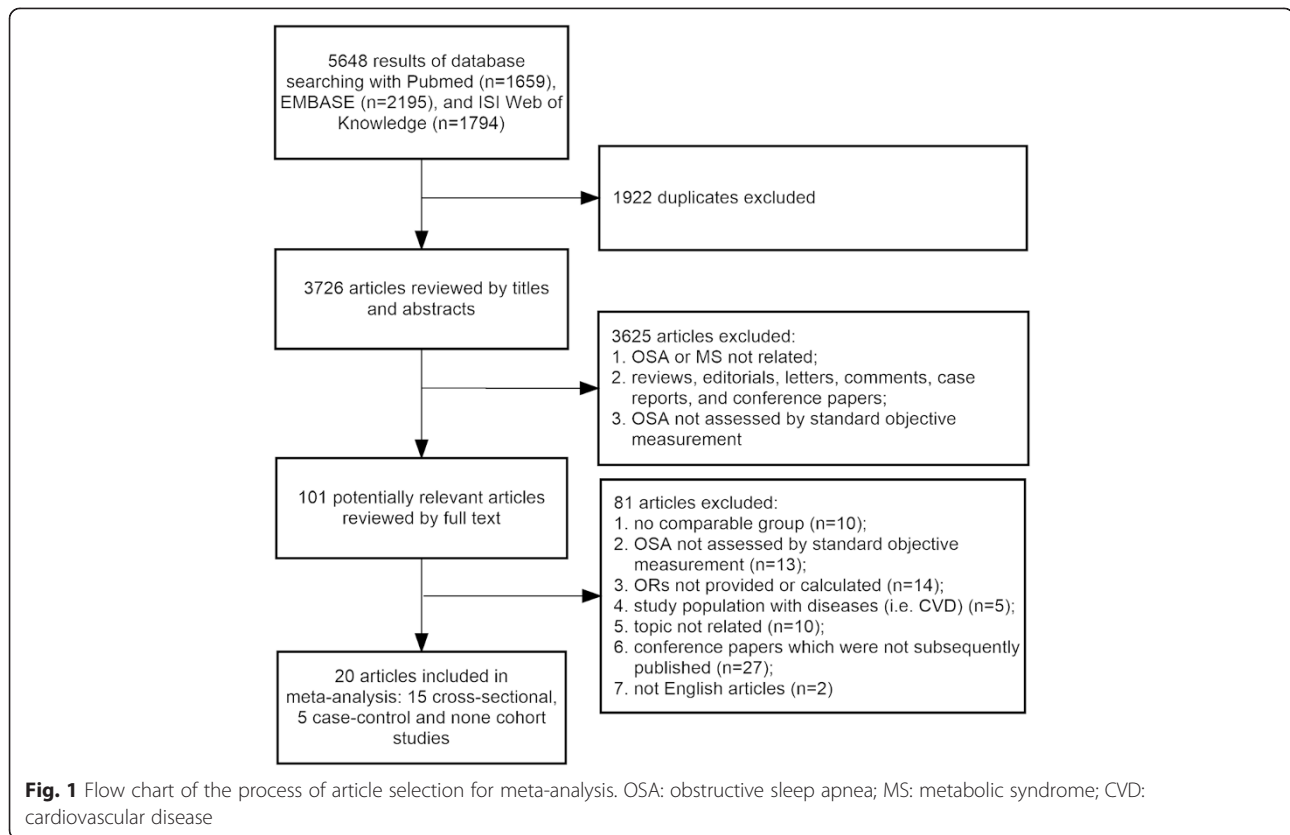 5648 results of database
searching with Pubmed (n=1659),
EMBASE (n=2195), and ISI Web of
Knowledge (n=1794)
1922 duplicates excluded
3726 articles reviewed by titles
and abstracts
3625 articles excluded:
1. OSA or MS not related;
2. reviews, editorials, letters, comments, case
reports, and conference papers;
3. OSA not assessed by standard objective
measurement
101 potentially relevant articles
reviewed by full text
81 articles excluded:
1. no comparable group (n=10);
2. OSA not assessed by standard objective
measurement (n=13);
3. ORs not provided or calculated (n=14);
4. study population with diseases (i.e. CVD) (n=5);
5. topic not related (n=10);
6. conference papers which were not subsequently
published (n=27);
7. not English articles (n=2)
20 articles included in
meta-analysis: 15 cross-sectional,
5 case-control and none cohort
studies
Fig. 1 Flow chart of the process of article selection for meta-analysis. OSA: obstructive sleep apnea; MS: metabolic syndrome; CVD:
cardiovascular disease